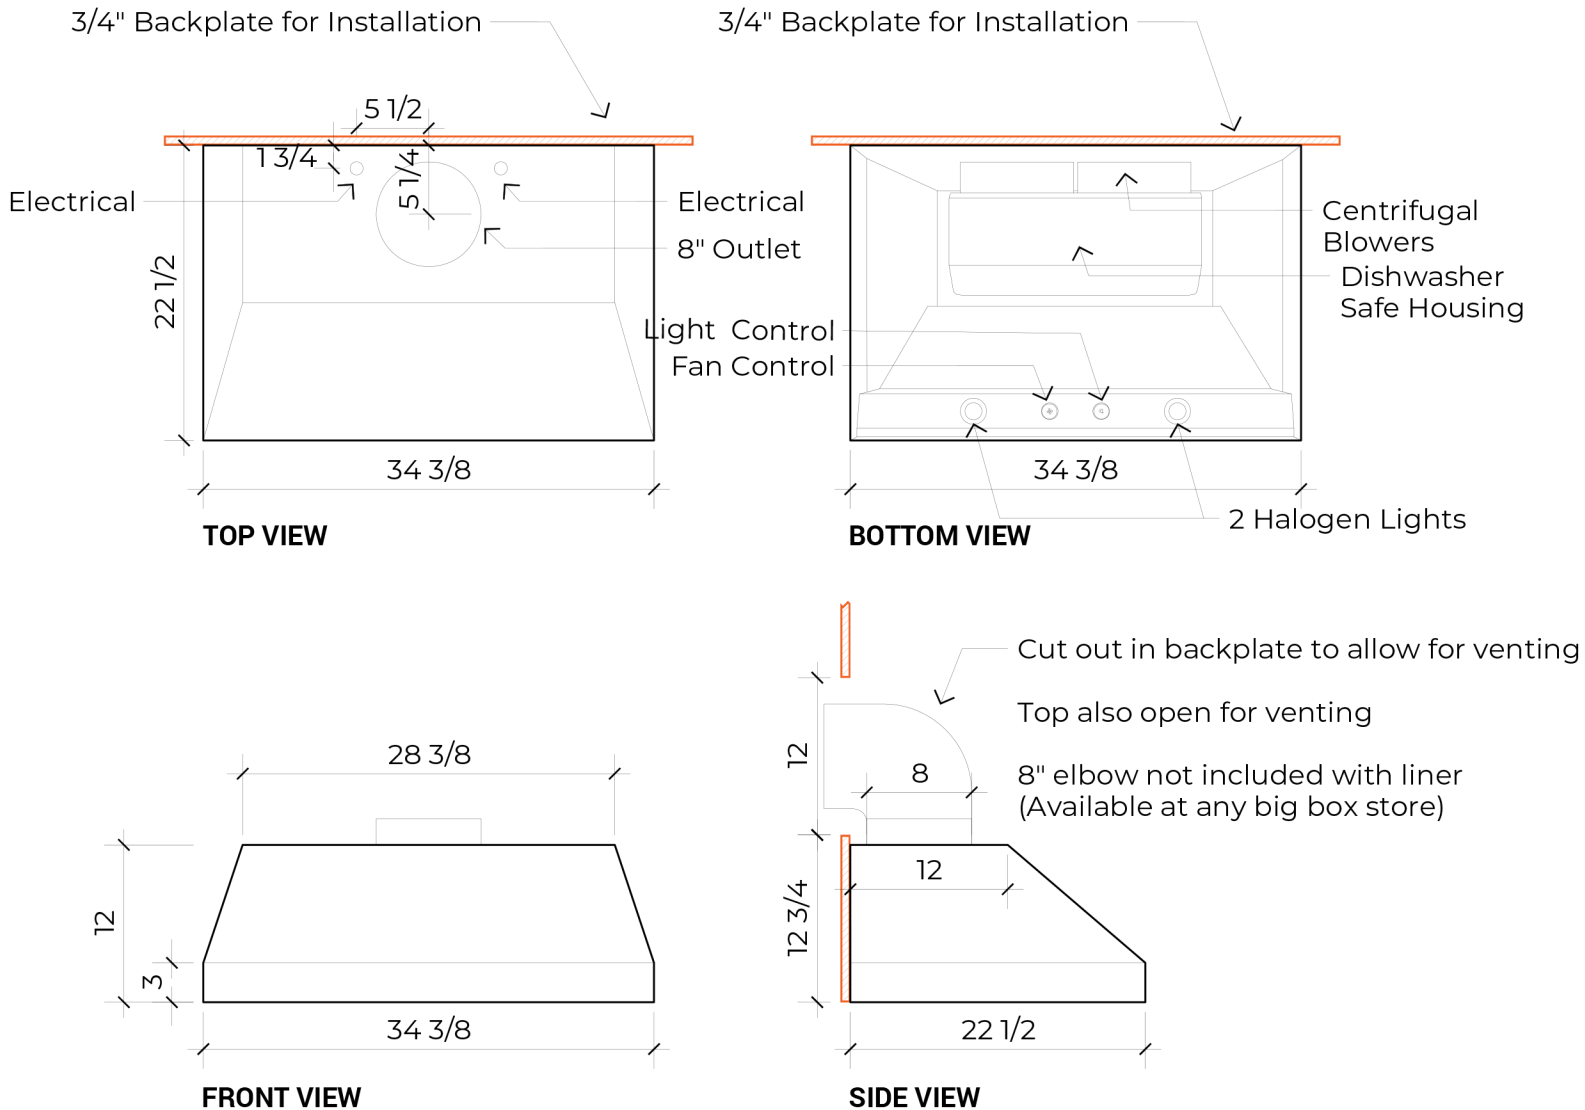 3/4" Backplate for Installation
5 1/2
1 3/4
5 1/4
Electrical
Electrical
8" Outlet
22 1/2
34 3/8
TOP VIEW
3/4" Backplate for Installation
Centrifugal
Blowers
Dishwasher
Safe Housing
Light Control
Fan Control
34 3/8
2 Halogen Lights
BOTTOM VIEW
28 3/8
12
3
34 3/8
FRONT VIEW
Cut out in backplate to allow for venting
Top also open for venting
8" elbow not included with liner
(Available at any big box store)
12
8
12
12 3/4
22 1/2
SIDE VIEW